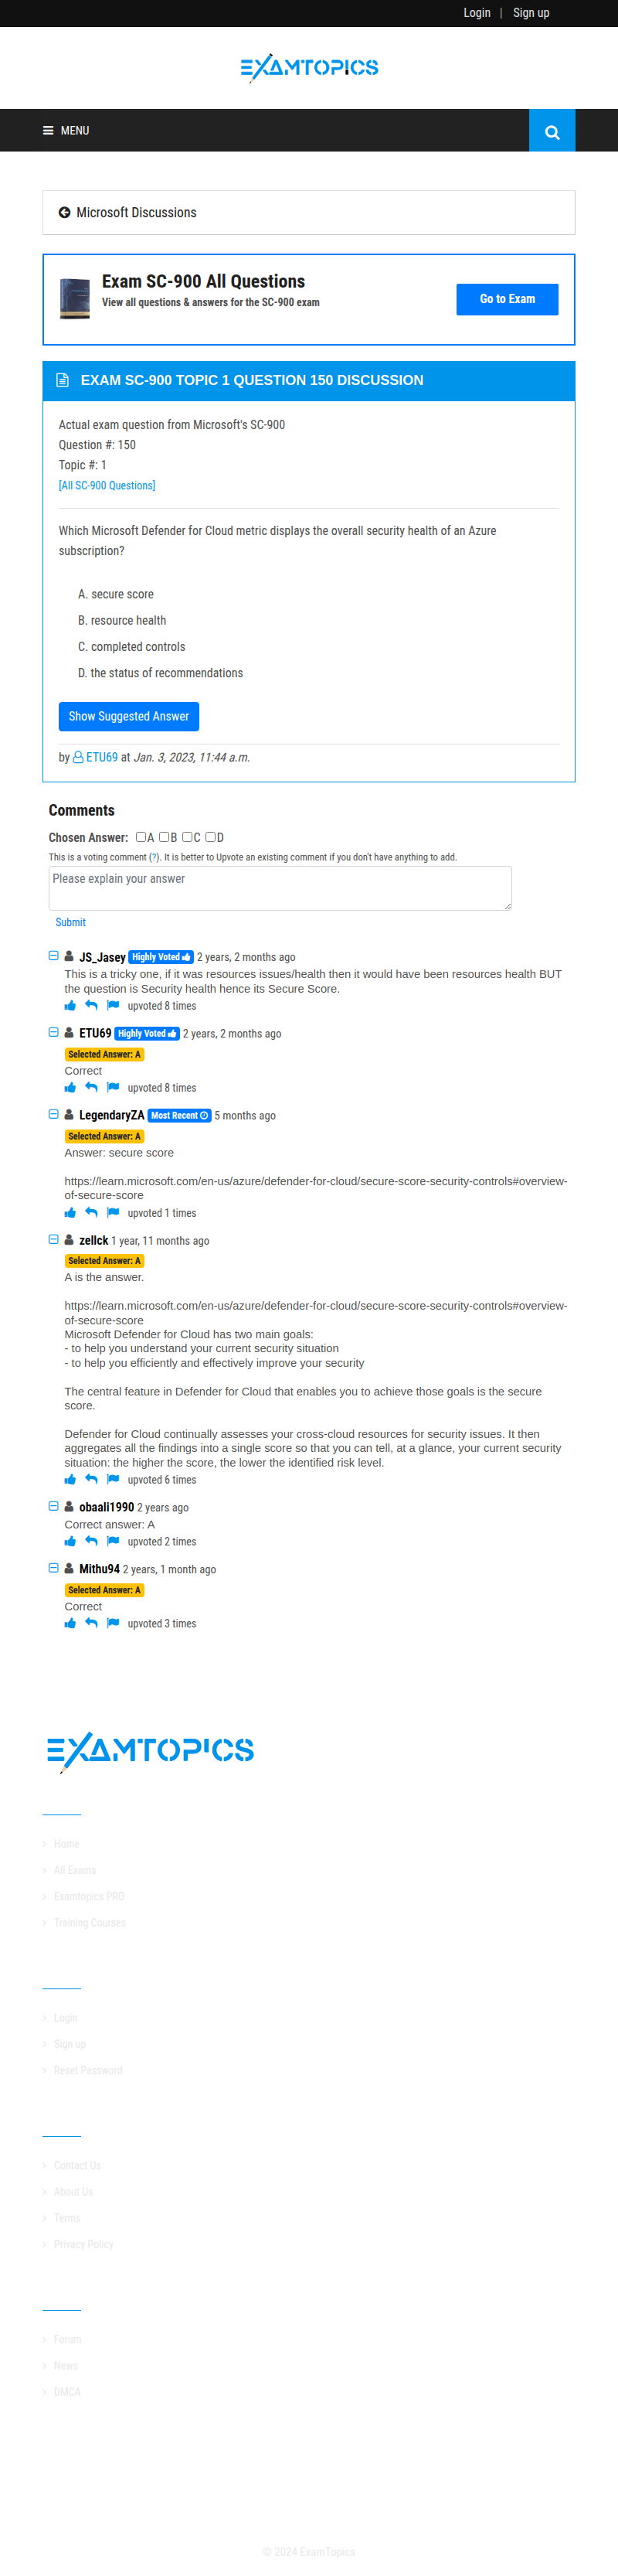 Login | Sign up
EXAMTOPICS
MENU
Microsoft Discussions
Exam SC-900 All Questions
View all questions & answers for the SC-900 exam
Go to Exam
EXAM SC-900 TOPIC 1 QUESTION 150 DISCUSSION
Actual exam question from Microsoft's SC-900
Question #: 150
Topic #: 1
[All SC-900 Questions]
Which Microsoft Defender for Cloud metric displays the overall security health of an Azure
subscription?
A. secure score
B. resource health
C. completed controls
D. the status of recommendations
Show Suggested Answer
by ETU69 at Jan. 3, 2023, 11:44 a.m.
Comments
Chosen Answer: A B C D
This is a voting comment (?). It is better to Upvote an existing comment if you don't have anything to add.
Please explain your answer
Submit
JS_Jasey Highly Voted 2 years, 2 months ago
This is a tricky one, if it was resources issues/health then it would have been resources health BUT
the question is Security health hence its Secure Score.
upvoted 8 times
ETU69 Highly Voted 2 years, 2 months ago
Selected Answer: A
Correct
upvoted 8 times
LegendaryZA Most Recent 5 months ago
Selected Answer: A
Answer: secure score
https://learn.microsoft.com/en-us/azure/defender-for-cloud/secure-score-security-controls#overview-
of-secure-score
upvoted 1 times
zellck 1 year, 11 months ago
Selected Answer: A
A is the answer.
https://learn.microsoft.com/en-us/azure/defender-for-cloud/secure-score-security-controls#overview-
of-secure-score
Microsoft Defender for Cloud has two main goals:
- to help you understand your current security situation
- to help you efficiently and effectively improve your security
The central feature in Defender for Cloud that enables you to achieve those goals is the secure
score.
Defender for Cloud continually assesses your cross-cloud resources for security issues. It then
aggregates all the findings into a single score so that you can tell, at a glance, your current security
situation: the higher the score, the lower the identified risk level.
upvoted 6 times
obaali1990 2 years ago
Correct answer: A
upvoted 2 times
Mithu94 2 years, 1 month ago
Selected Answer: A
Correct
upvoted 3 times
EXAMTOPICS
Home
All Exams
Examtopics PRO
Training Courses
Login
Sign up
Reset Password
Contact Us
About Us
Terms
Privacy Policy
Forum
News
DMCA
© 2024 ExamTopics